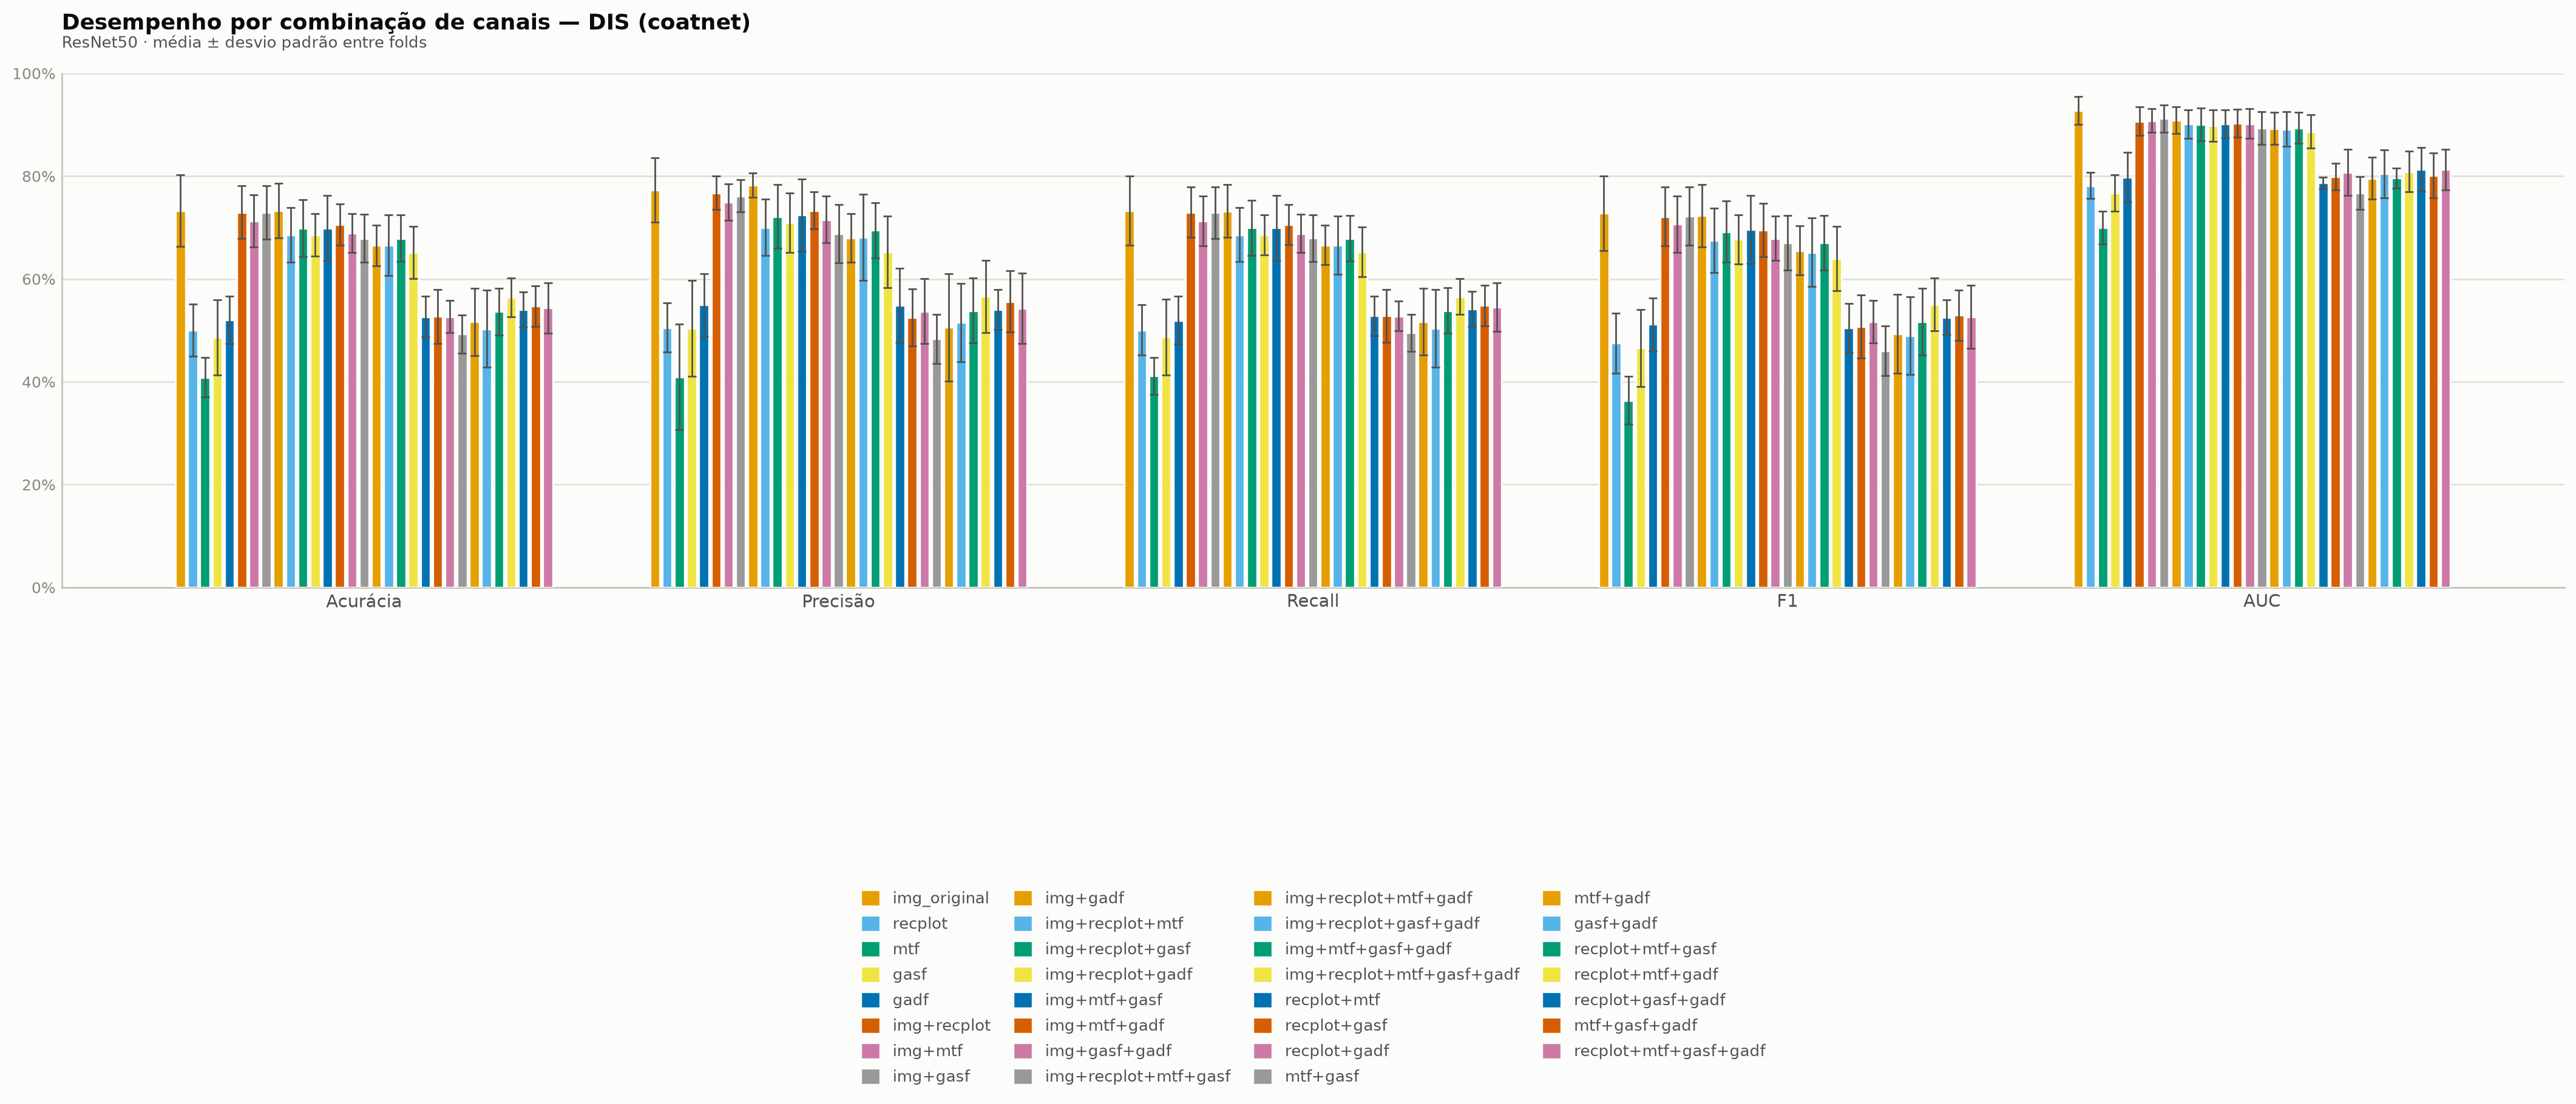 Desempenho por combinação de canais — DIS (coatnet)
ResNet50 · média ± desvio padrão entre folds
100%
80%
60%
40%
20%
0%
Acurácia
Precisão
Recall
F1
AUC
img_original
recplot
mtf
gasf
gadf
img+recplot
img+mtf
img+gasf
img+gadf
img+recplot+mtf
img+recplot+gasf
img+recplot+gadf
img+mtf+gasf
img+mtf+gadf
img+gasf+gadf
img+recplot+mtf+gasf
img+recplot+mtf+gadf
img+recplot+gasf+gadf
img+mtf+gasf+gadf
img+recplot+mtf+gasf+gadf
recplot+mtf
recplot+gasf
recplot+gadf
mtf+gasf
mtf+gadf
gasf+gadf
recplot+mtf+gasf
recplot+mtf+gadf
recplot+gasf+gadf
mtf+gasf+gadf
recplot+mtf+gasf+gadf